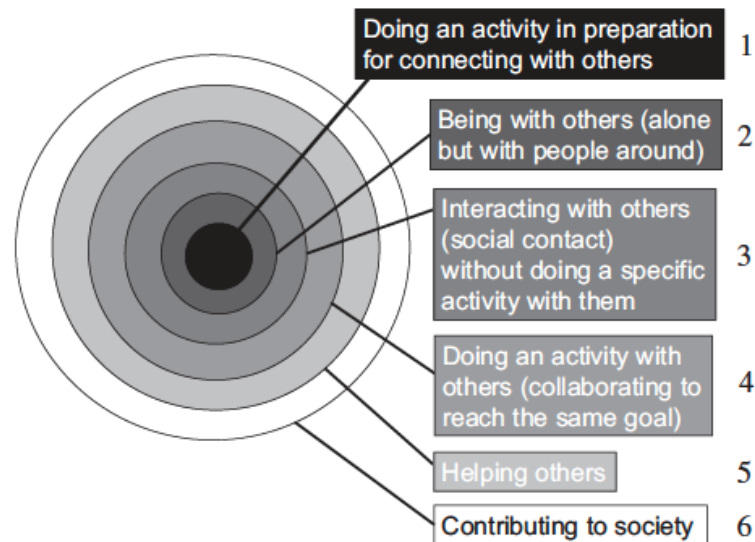 Doing an activity in preparation
for connecting with others
1
Being with others (alone
but with people around)
2
Interacting with others
(social contact)
without doing a specific
activity with them
3
Doing an activity with
others (collaborating to
reach the same goal)
4
Helping others
5
Contributing to society
6